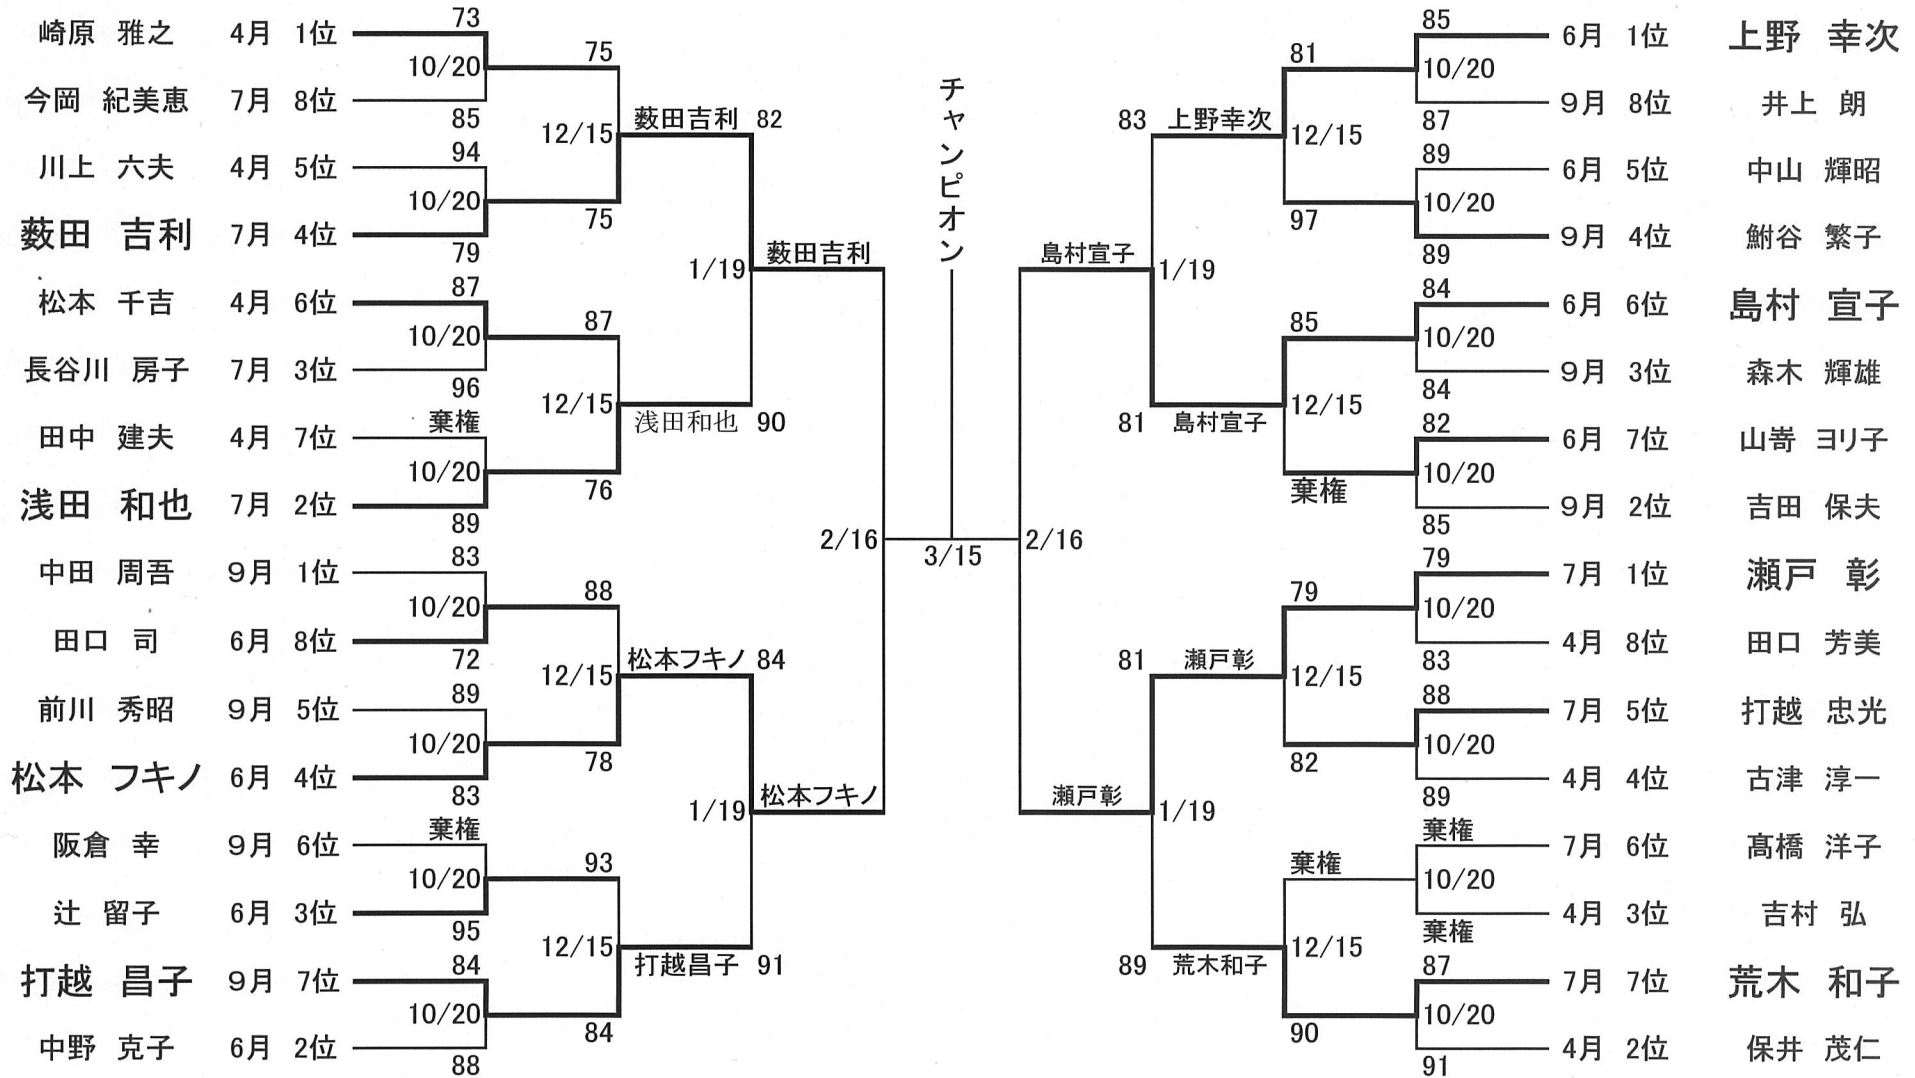 73
崎原 雅之 4月 1位
10/20
75
今岡 紀美恵 7月 8位
85
12/15
薮田吉利 82
94
川上 六夫 4月 5位
10/20
75
薮田 吉利 7月 4位
79
1/19
薮田吉利
87
松本 千吉 4月 6位
10/20
87
長谷川 房子 7月 3位
96
12/15
浅田和也 90
棄権
田中 建夫 4月 7位
10/20
76
浅田 和也 7月 2位
89
2/16
83
中田 周吾 9月 1位
10/20
88
田口 司 6月 8位
72
12/15
松本フキノ 84
89
前川 秀昭 9月 5位
10/20
78
松本 フキノ 6月 4位
83
1/19
松本フキノ
棄権
阪倉 幸 9月 6位
10/20
93
辻 留子 6月 3位
95
12/15
打越昌子 91
84
打越 昌子 9月 7位
10/20
84
中野 克子 6月 2位
88
チャンピオン
3/15
85
6月 1位 上野 幸次
81
10/20
9月 8位 井上 朗
87
83 上野幸次
12/15
89
6月 5位 中山 輝昭
10/20
97
9月 4位 鮒谷 繁子
89
島村宣子
1/19
84
6月 6位 島村 宣子
85
10/20
9月 3位 森木 輝雄
84
12/15
81 島村宣子
82
6月 7位 山嵜 ヨリ子
10/20
棄権
9月 2位 吉田 保夫
85
2/16
79
7月 1位 瀬戸 彰
79
10/20
4月 8位 田口 芳美
83
81 瀬戸彰
12/15
88
7月 5位 打越 忠光
10/20
82
4月 4位 古津 淳一
89
瀬戸彰
1/19
棄権
7月 6位 髙橋 洋子
棄権
10/20
4月 3位 吉村 弘
棄権
12/15
89 荒木和子
87
7月 7位 荒木 和子
10/20
90
4月 2位 保井 茂仁
91